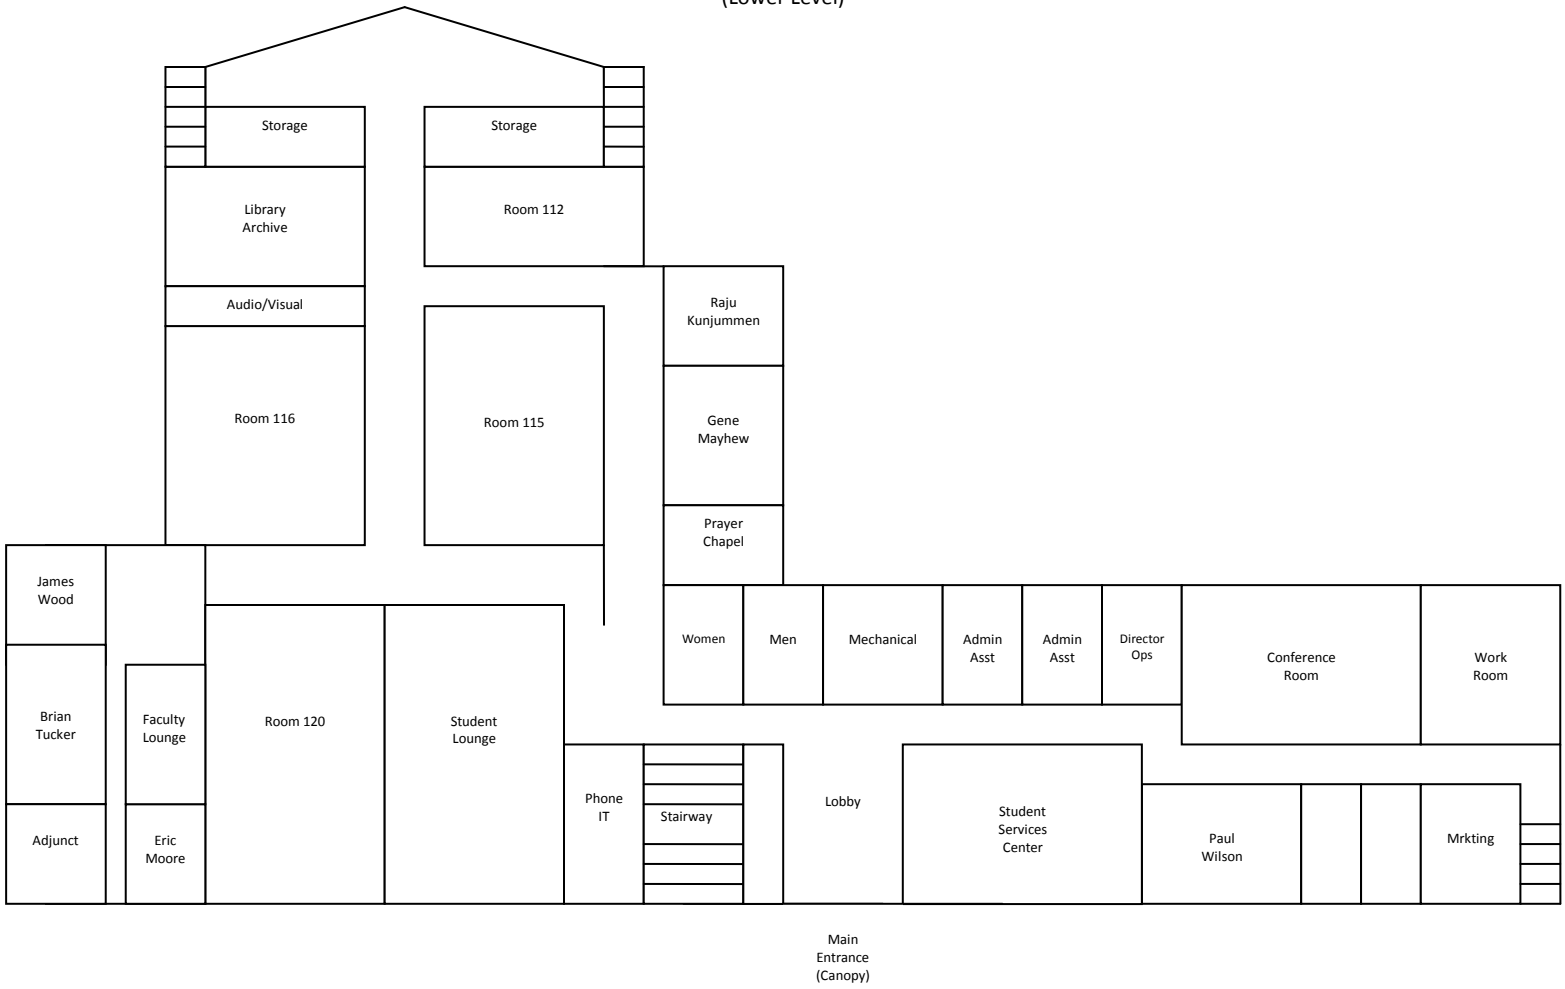 (Lower Level)
Storage
Storage
Library
Archive
Room 112
Audio/Visual
Raju
Kunjummen
Room 116
Room 115
Gene
Mayhew
Prayer
Chapel
James
Wood
Women
Men
Mechanical
Admin
Asst
Admin
Asst
Director
Ops
Conference
Room
Work
Room
Brian
Tucker
Faculty
Lounge
Room 120
Student
Lounge
Phone
IT
Stairway
Lobby
Student
Services
Center
Paul
Wilson
Mrkting
Adjunct
Eric
Moore
Main
Entrance
(Canopy)